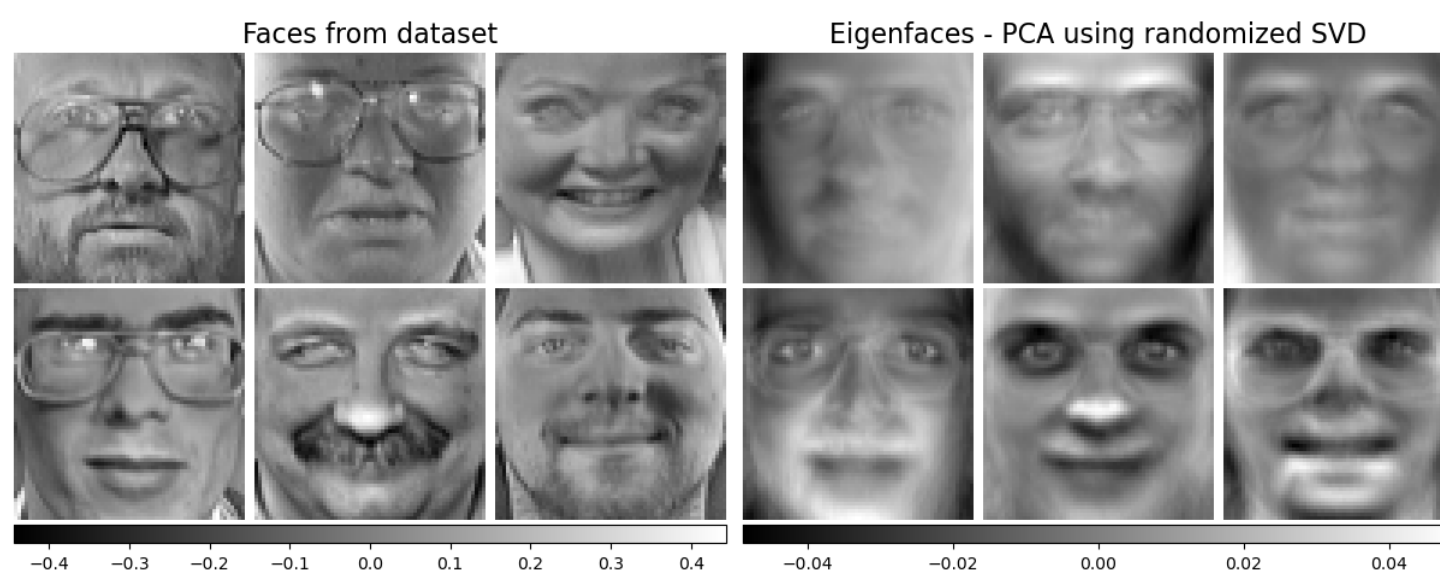 Faces from dataset
Eigenfaces - PCA using randomized SVD
−0.4 −0.3 −0.2 −0.1 0.0 0.1 0.2 0.3 0.4
−0.04 −0.02 0.00 0.02 0.04